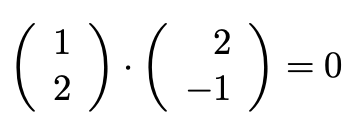 ( 1 2 ) · ( 2 −1 ) = 0